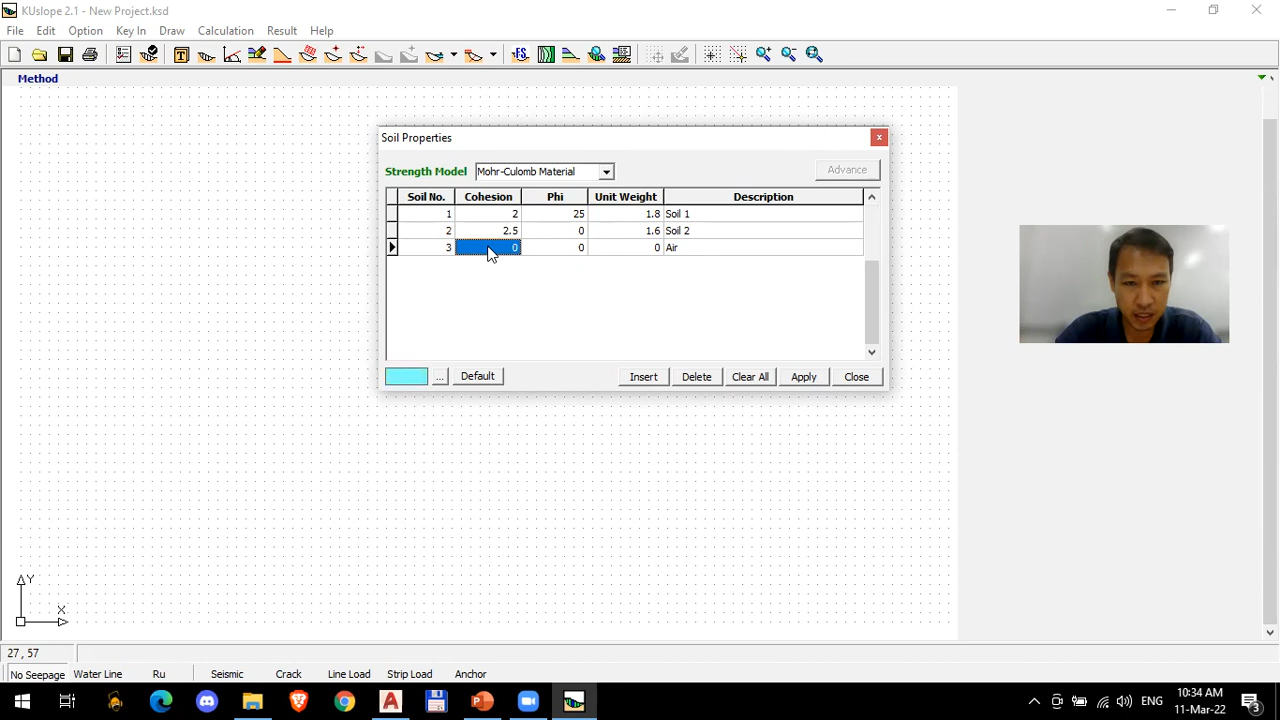 KUslope 2.1 - New Project.ksd
File Edit Option Key In Draw Calculation Result Help
T FS
Method
Soil Properties
Strength Model Mohr-Culomb Material Advance
Soil No. Cohesion Phi Unit Weight Description
1 2 25 1.8 Soil 1
2 2.5 0 1.6 Soil 2
3 0 0 0 Air
... Default Insert Delete Clear All Apply Close
Y
X
27 , 57
No Seepage Water Line Ru Seismic Crack Line Load Strip Load Anchor
ENG 10:34 AM
11-Mar-22
3